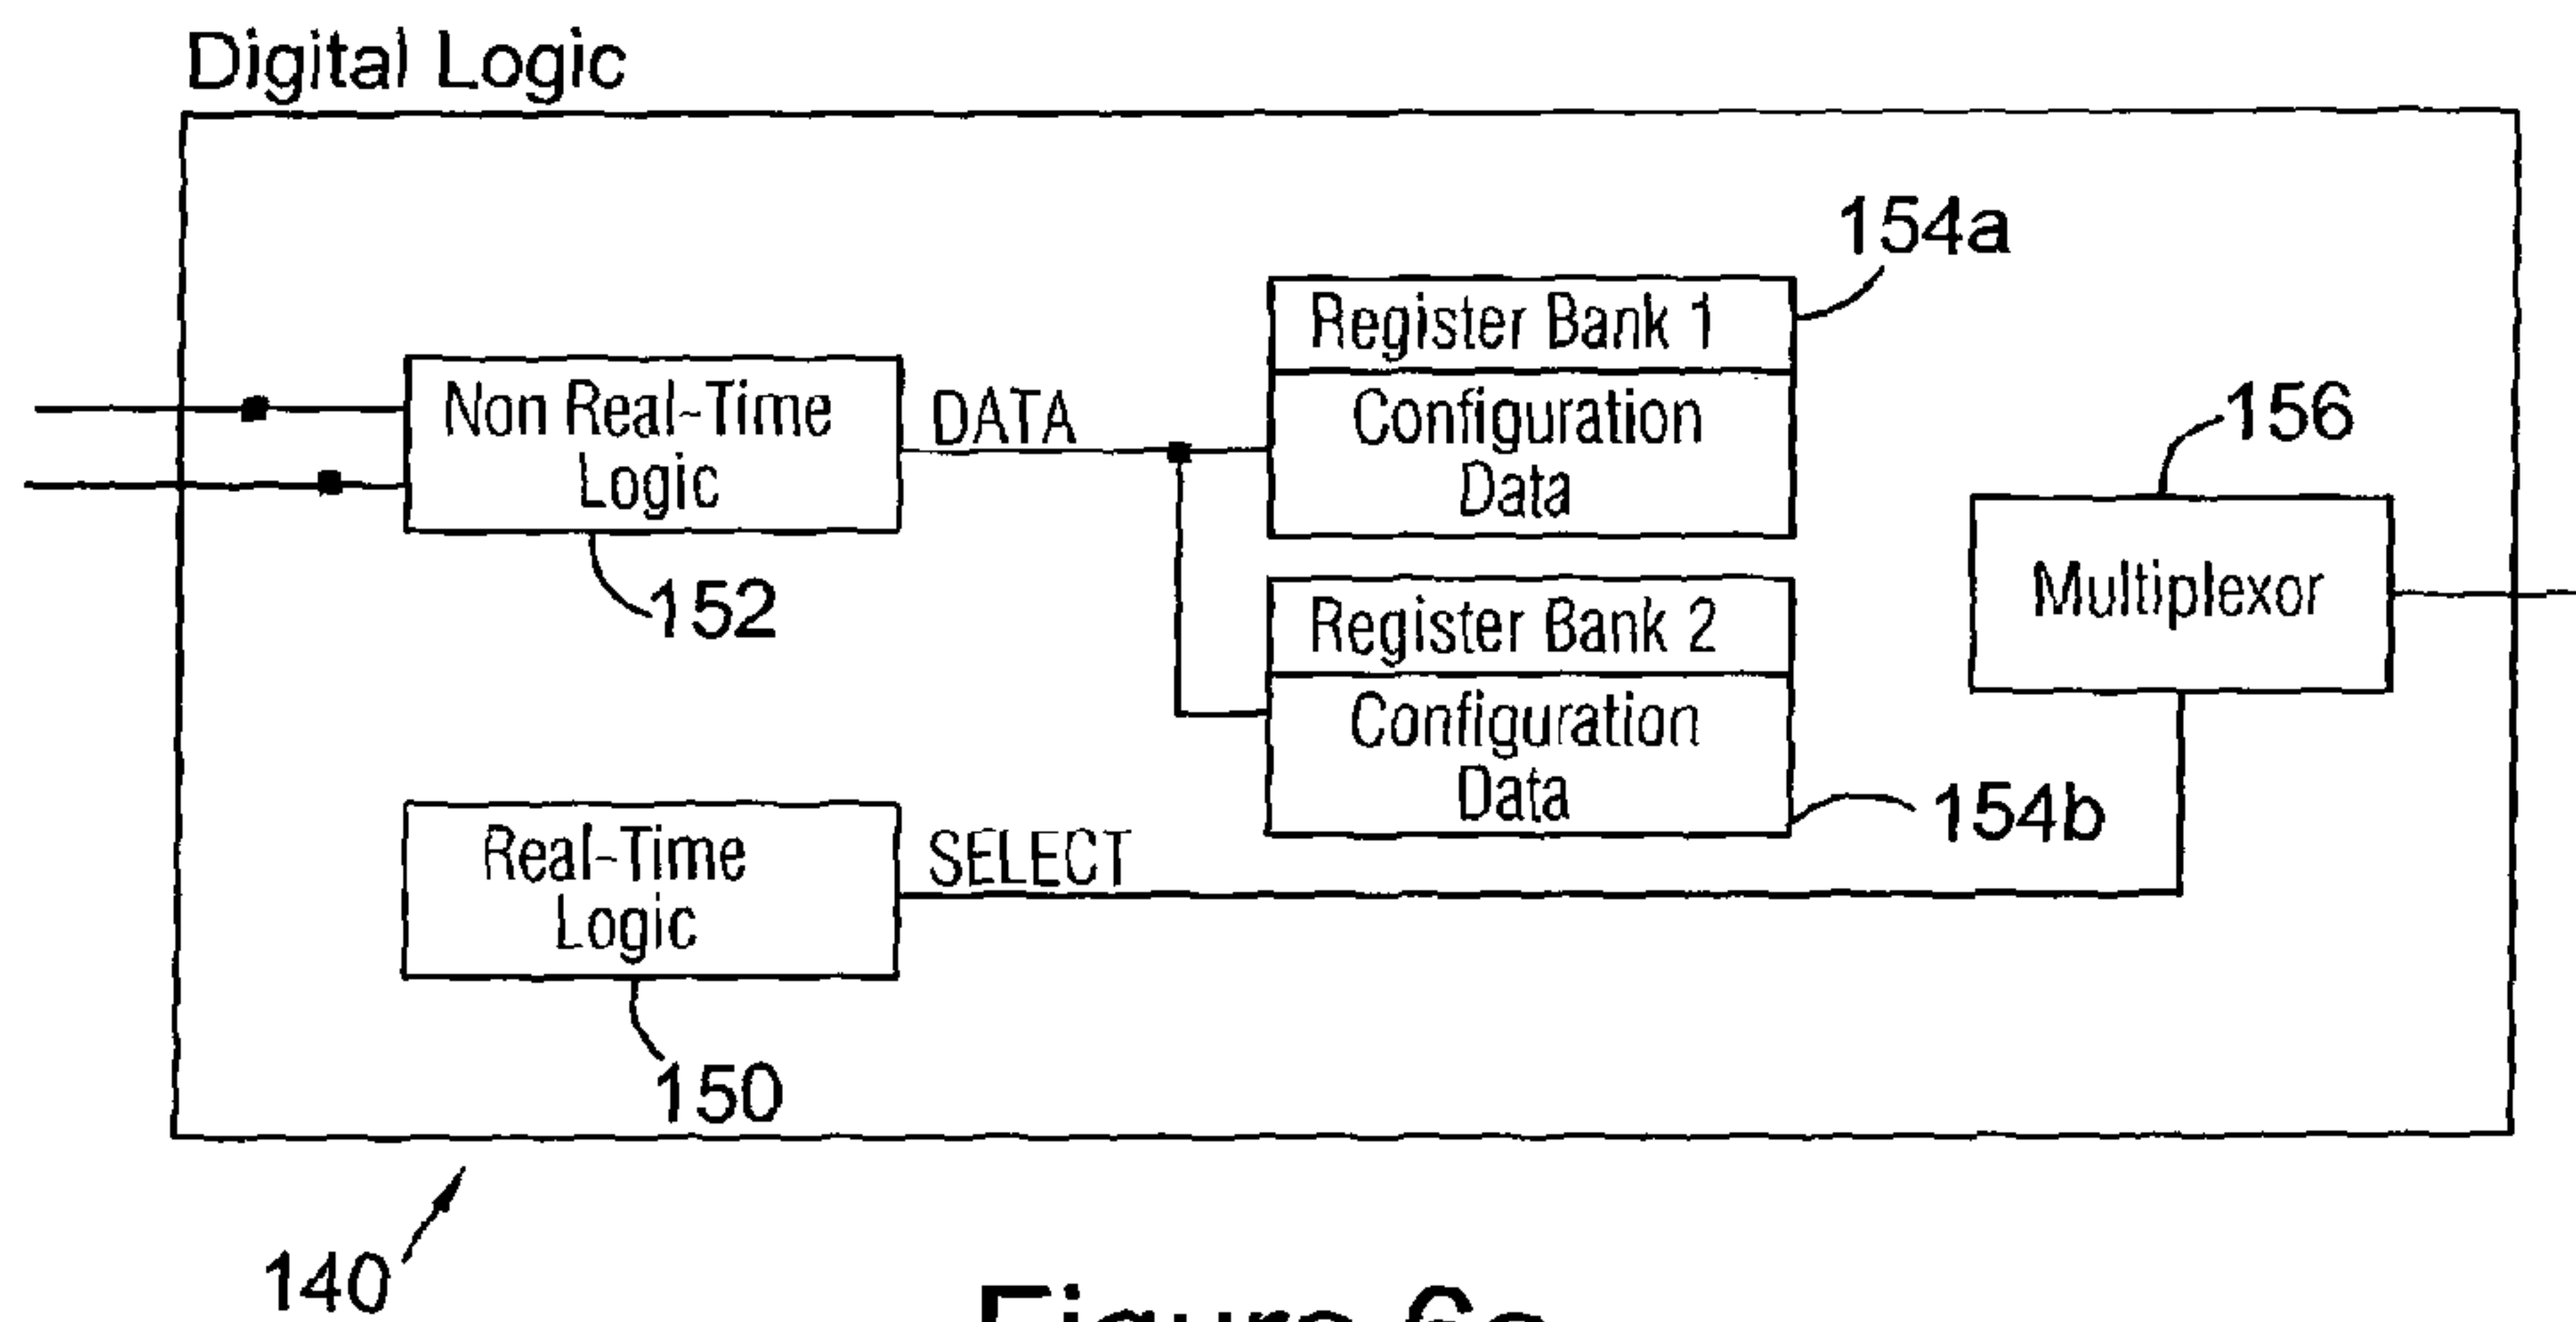 Digital Logic
154a
Register Bank 1
Configuration
Data
156
Non Real-Time
Logic
DATA
152
Multiplexor
Register Bank 2
Configuration
Data
154b
Real-Time
Logic
SELECT
150
140